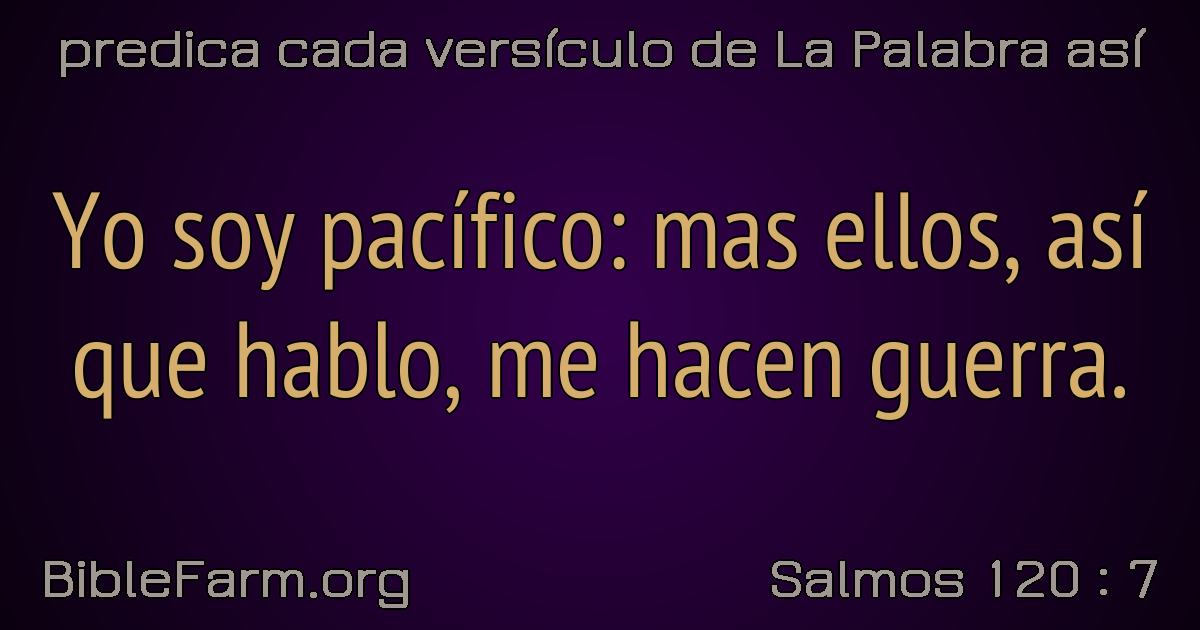 predica cada versículo de La Palabra así
Yo soy pacífico: mas ellos, así
que hablo, me hacen guerra.
BibleFarm.org
Salmos 120 : 7